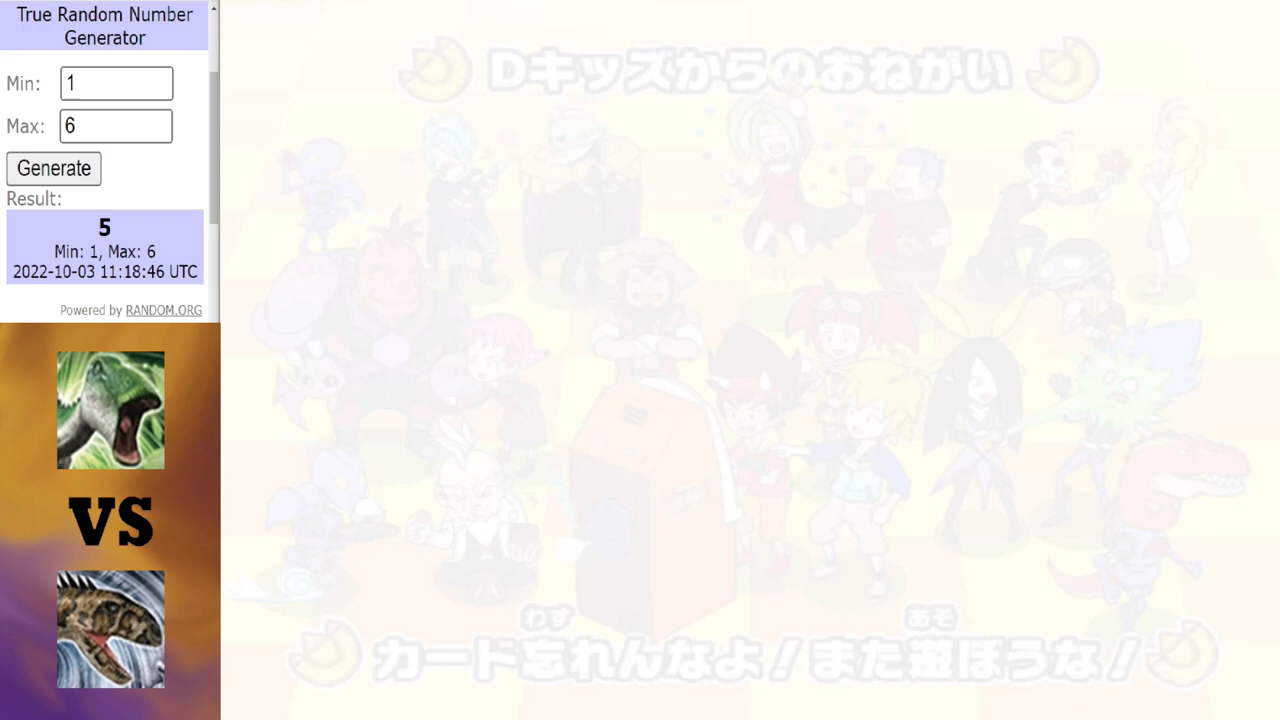 True Random Number
Generator
Min: 1
Max: 6
Generate
Result:
5
Min: 1, Max: 6
2022-10-03 11:18:46 UTC
Powered by RANDOM.ORG
VS
Dキッズからのおねがい
わす あそ
カード忘れんなよ！また遊ぼうな！